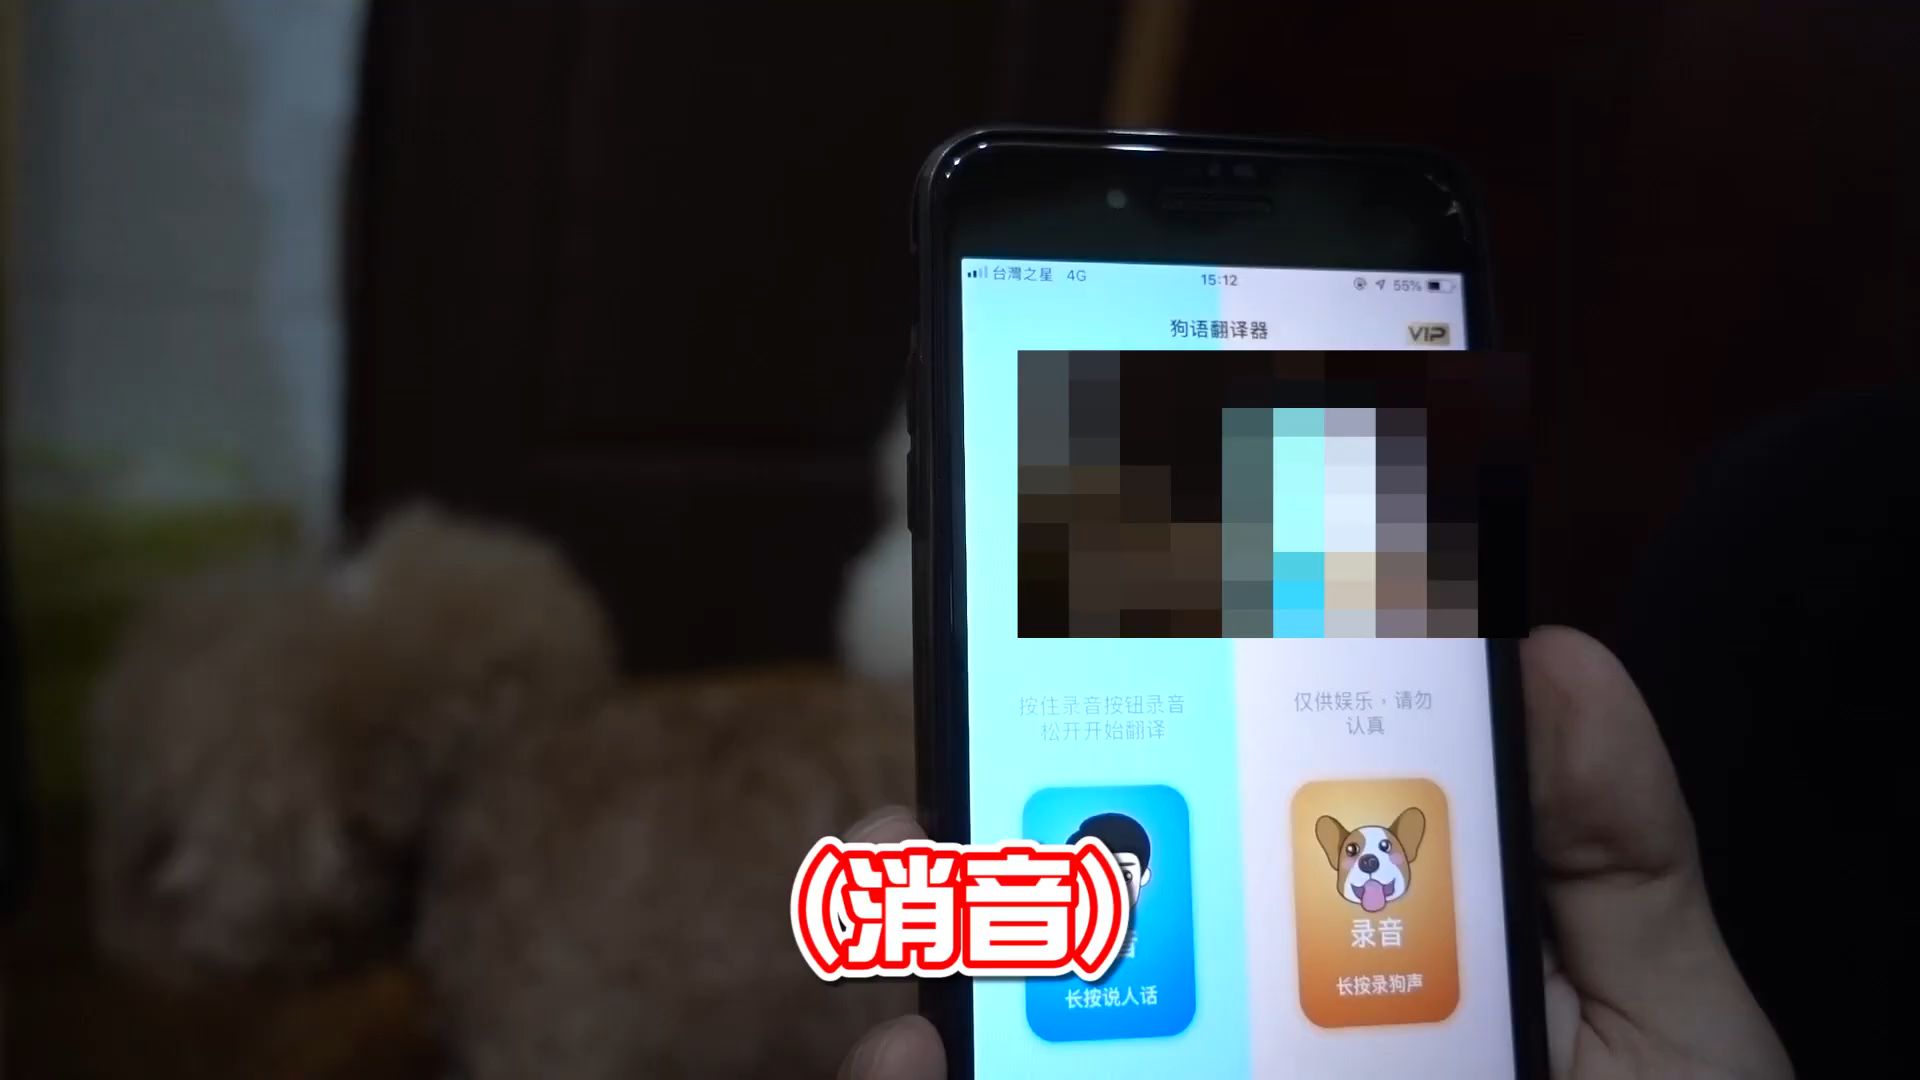 台灣之星 4G 15:12 55%
狗语翻译器
VIP
按住录音按钮录音
松开开始翻译
仅供娱乐，请勿
认真
(消音)
录音
长按说人话
长按录狗声